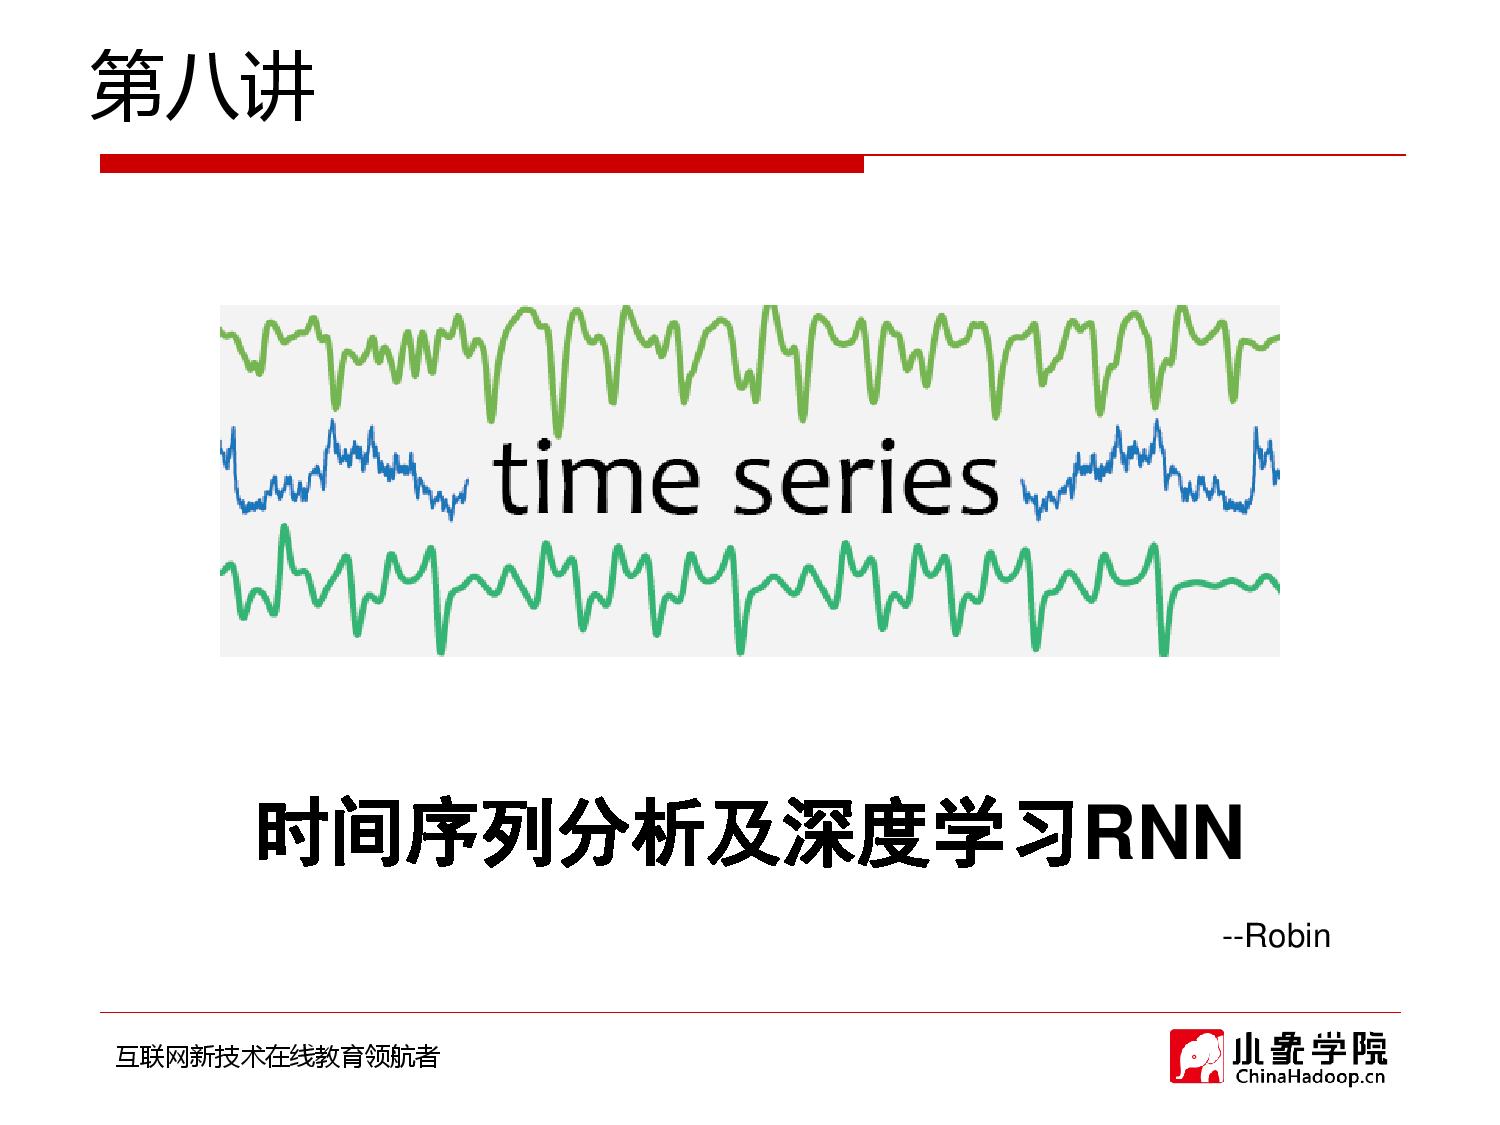 第八讲
time series
时间序列分析及深度学习RNN
--Robin
互联网新技术在线教育领航者
小象学院
ChinaHadoop.cn